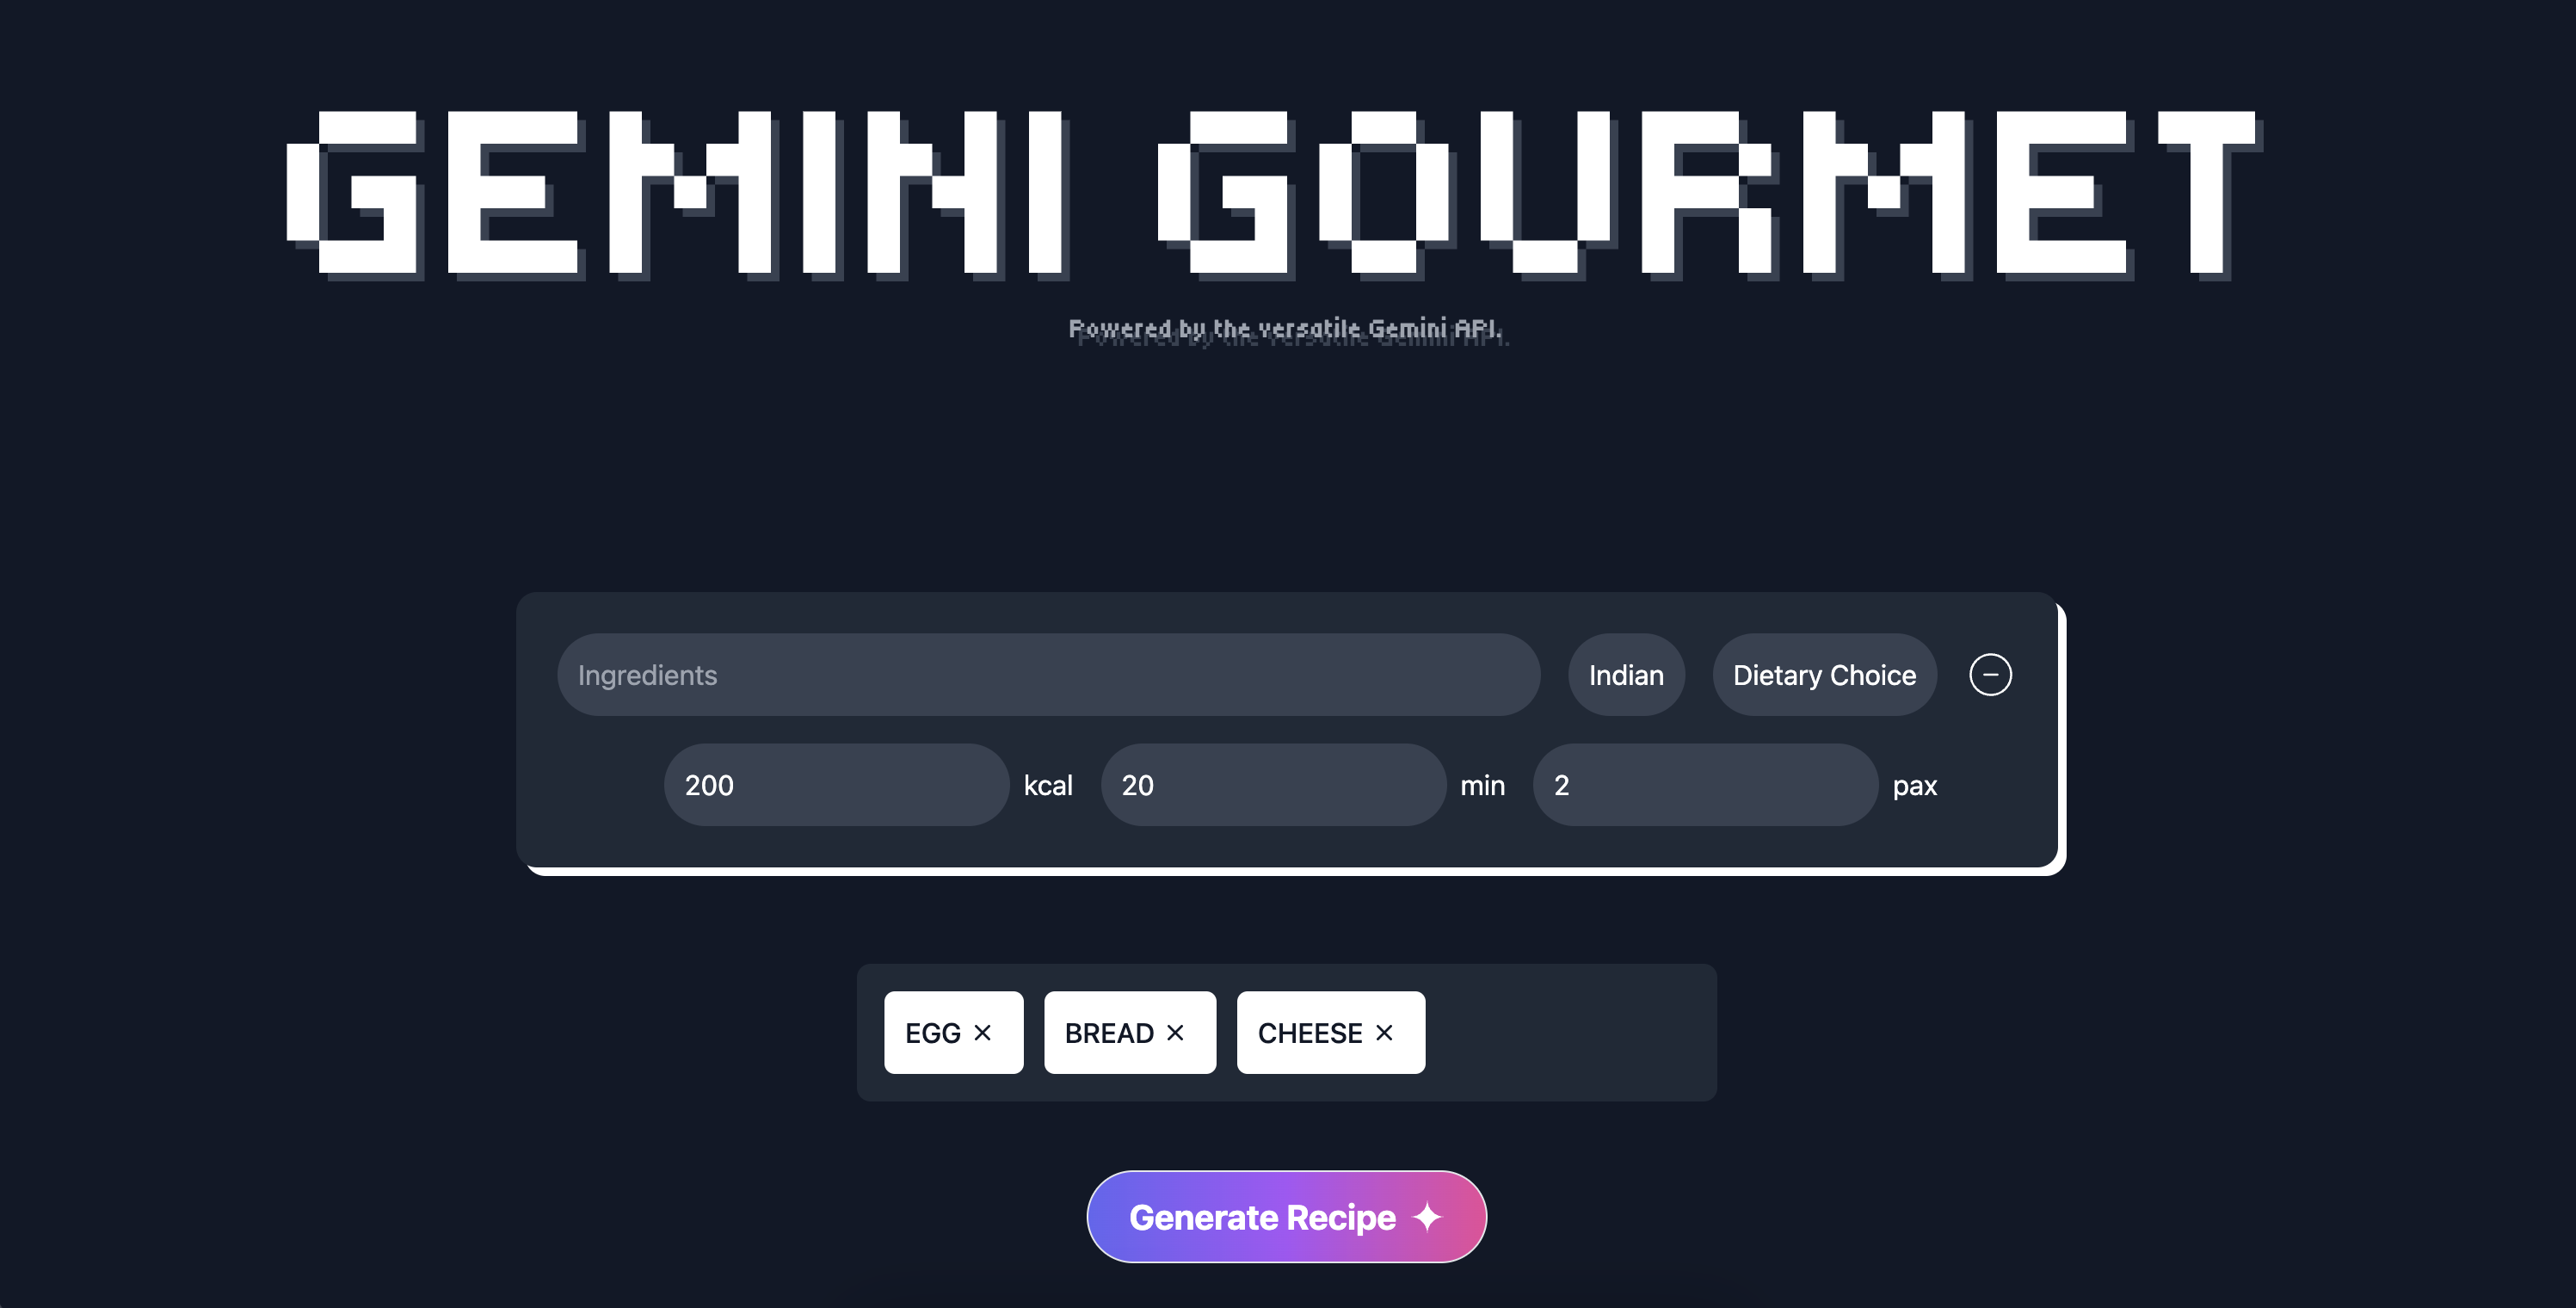 GEMINI GOURMET
Powered by the versatile Gemini API.
Ingredients Indian Dietary Choice
200 kcal 20 min 2 pax
EGG × BREAD × CHEESE ×
Generate Recipe